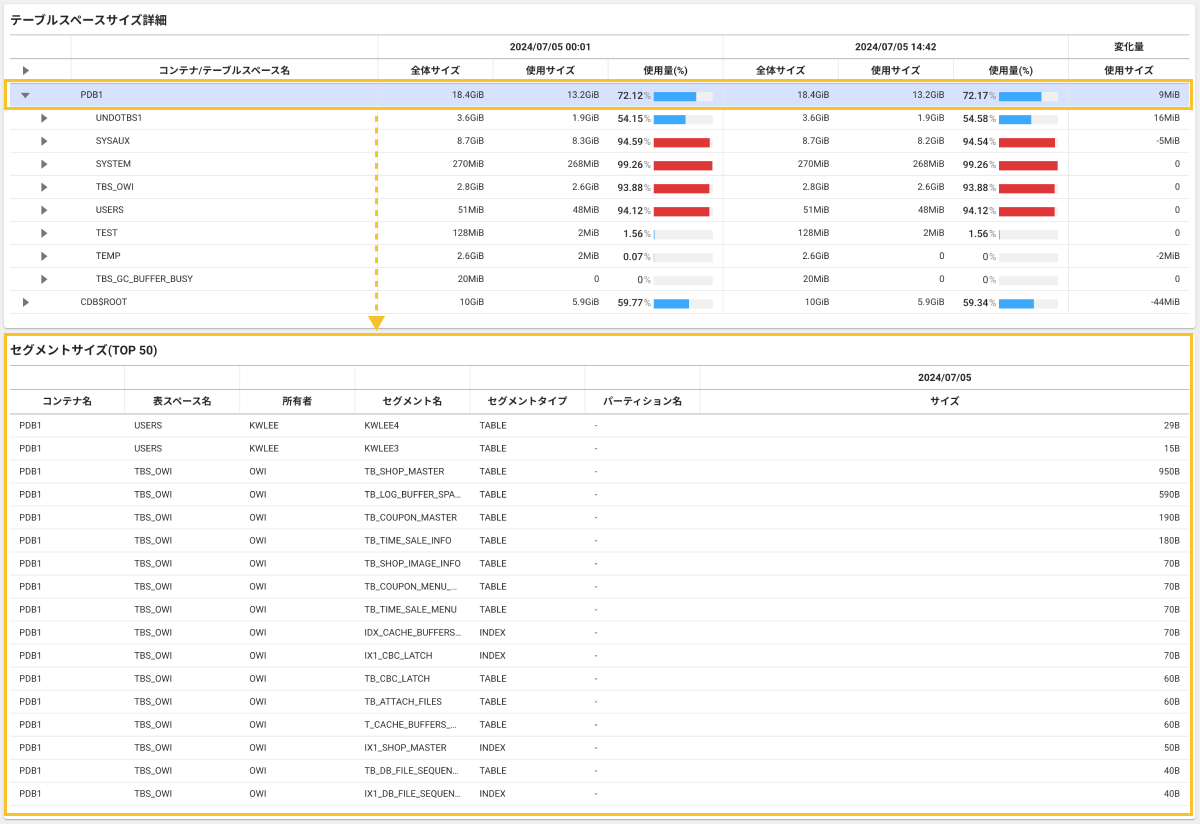 テーブルスペースサイズ詳細
2024/07/05 00:01 2024/07/05 14:42 変化量
コンテナ/テーブルスペース名 全体サイズ 使用サイズ 使用量(%) 全体サイズ 使用サイズ 使用量(%) 使用サイズ
PDB1 18.4GiB 13.2GiB 72.12% 18.4GiB 13.2GiB 72.17% 9MiB
UNDOTBS1 3.6GiB 1.9GiB 54.15% 3.6GiB 1.9GiB 54.58% 16MiB
SYSAUX 8.7GiB 8.3GiB 94.59% 8.7GiB 8.2GiB 94.54% -5MiB
SYSTEM 270MiB 268MiB 99.26% 270MiB 268MiB 99.26% 0
TBS_OWI 2.8GiB 2.6GiB 93.88% 2.8GiB 2.6GiB 93.88% 0
USERS 51MiB 48MiB 94.12% 51MiB 48MiB 94.12% 0
TEST 128MiB 2MiB 1.56% 128MiB 2MiB 1.56% 0
TEMP 2.6GiB 2MiB 0.07% 2.6GiB 0 0% -2MiB
TBS_GC_BUFFER_BUSY 20MiB 0 0% 20MiB 0 0% 0
CDB$ROOT 10GiB 5.9GiB 59.77% 10GiB 5.9GiB 59.34% -44MiB
セグメントサイズ(TOP 50)
2024/07/05
コンテナ名 表スペース名 所有者 セグメント名 セグメントタイプ パーティション名 サイズ
PDB1 USERS KWLEE KWLEE4 TABLE - 29B
PDB1 USERS KWLEE KWLEE3 TABLE - 15B
PDB1 TBS_OWI OWI TB_SHOP_MASTER TABLE - 950B
PDB1 TBS_OWI OWI TB_LOG_BUFFER_SPA... TABLE - 590B
PDB1 TBS_OWI OWI TB_COUPON_MASTER TABLE - 190B
PDB1 TBS_OWI OWI TB_TIME_SALE_INFO TABLE - 180B
PDB1 TBS_OWI OWI TB_SHOP_IMAGE_INFO TABLE - 70B
PDB1 TBS_OWI OWI TB_COUPON_MENU_... TABLE - 70B
PDB1 TBS_OWI OWI TB_TIME_SALE_MENU TABLE - 70B
PDB1 TBS_OWI OWI IDX_CACHE_BUFFERS... INDEX - 70B
PDB1 TBS_OWI OWI IX1_CBC_LATCH INDEX - 70B
PDB1 TBS_OWI OWI TB_CBC_LATCH TABLE - 60B
PDB1 TBS_OWI OWI TB_ATTACH_FILES TABLE - 60B
PDB1 TBS_OWI OWI T_CACHE_BUFFERS_... TABLE - 60B
PDB1 TBS_OWI OWI IX1_SHOP_MASTER INDEX - 50B
PDB1 TBS_OWI OWI TB_DB_FILE_SEQUEN... TABLE - 40B
PDB1 TBS_OWI OWI IX1_DB_FILE_SEQUEN... INDEX - 40B